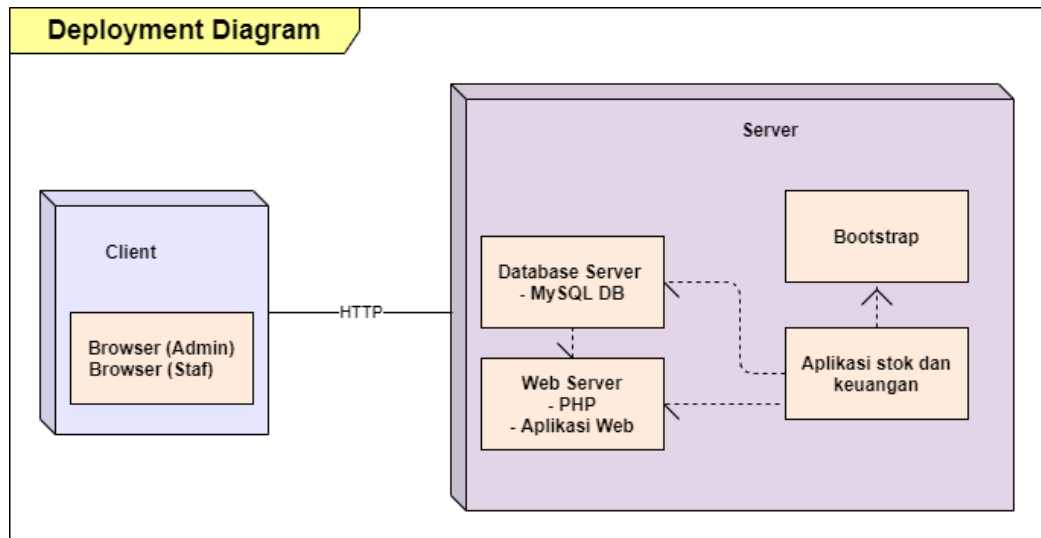 Deployment Diagram
Server
Client
Bootstrap
Database Server
- MySQL DB
HTTP
Browser (Admin)
Browser (Staf)
Aplikasi stok dan
keuangan
Web Server
- PHP
- Aplikasi Web